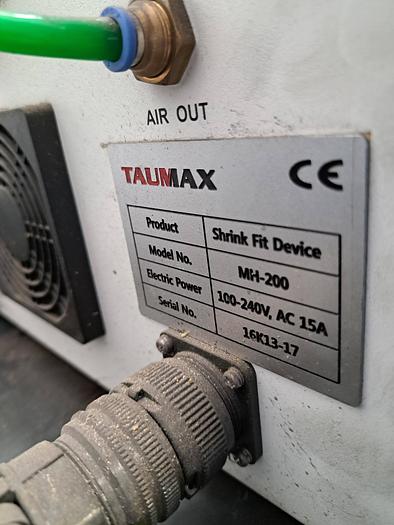 AIR OUT
TAUMAX CE
Product Shrink Fit Device
Model No. MH-200
Electric Power 100-240V, AC 15A
Serial No. 16K13-17